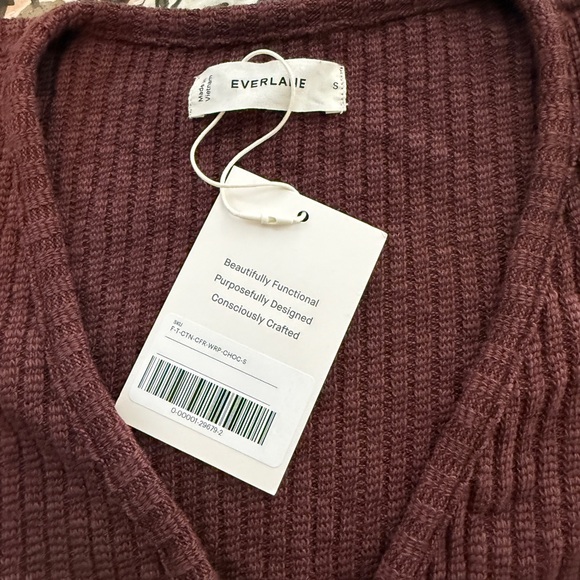 Made in
Vietnam
EVERLANE
S
Beautifully Functional
Purposefully Designed
Consciously Crafted
SKU
F-T-CTN-CFR-WRP-CHOC-S
0-00001-29679-2